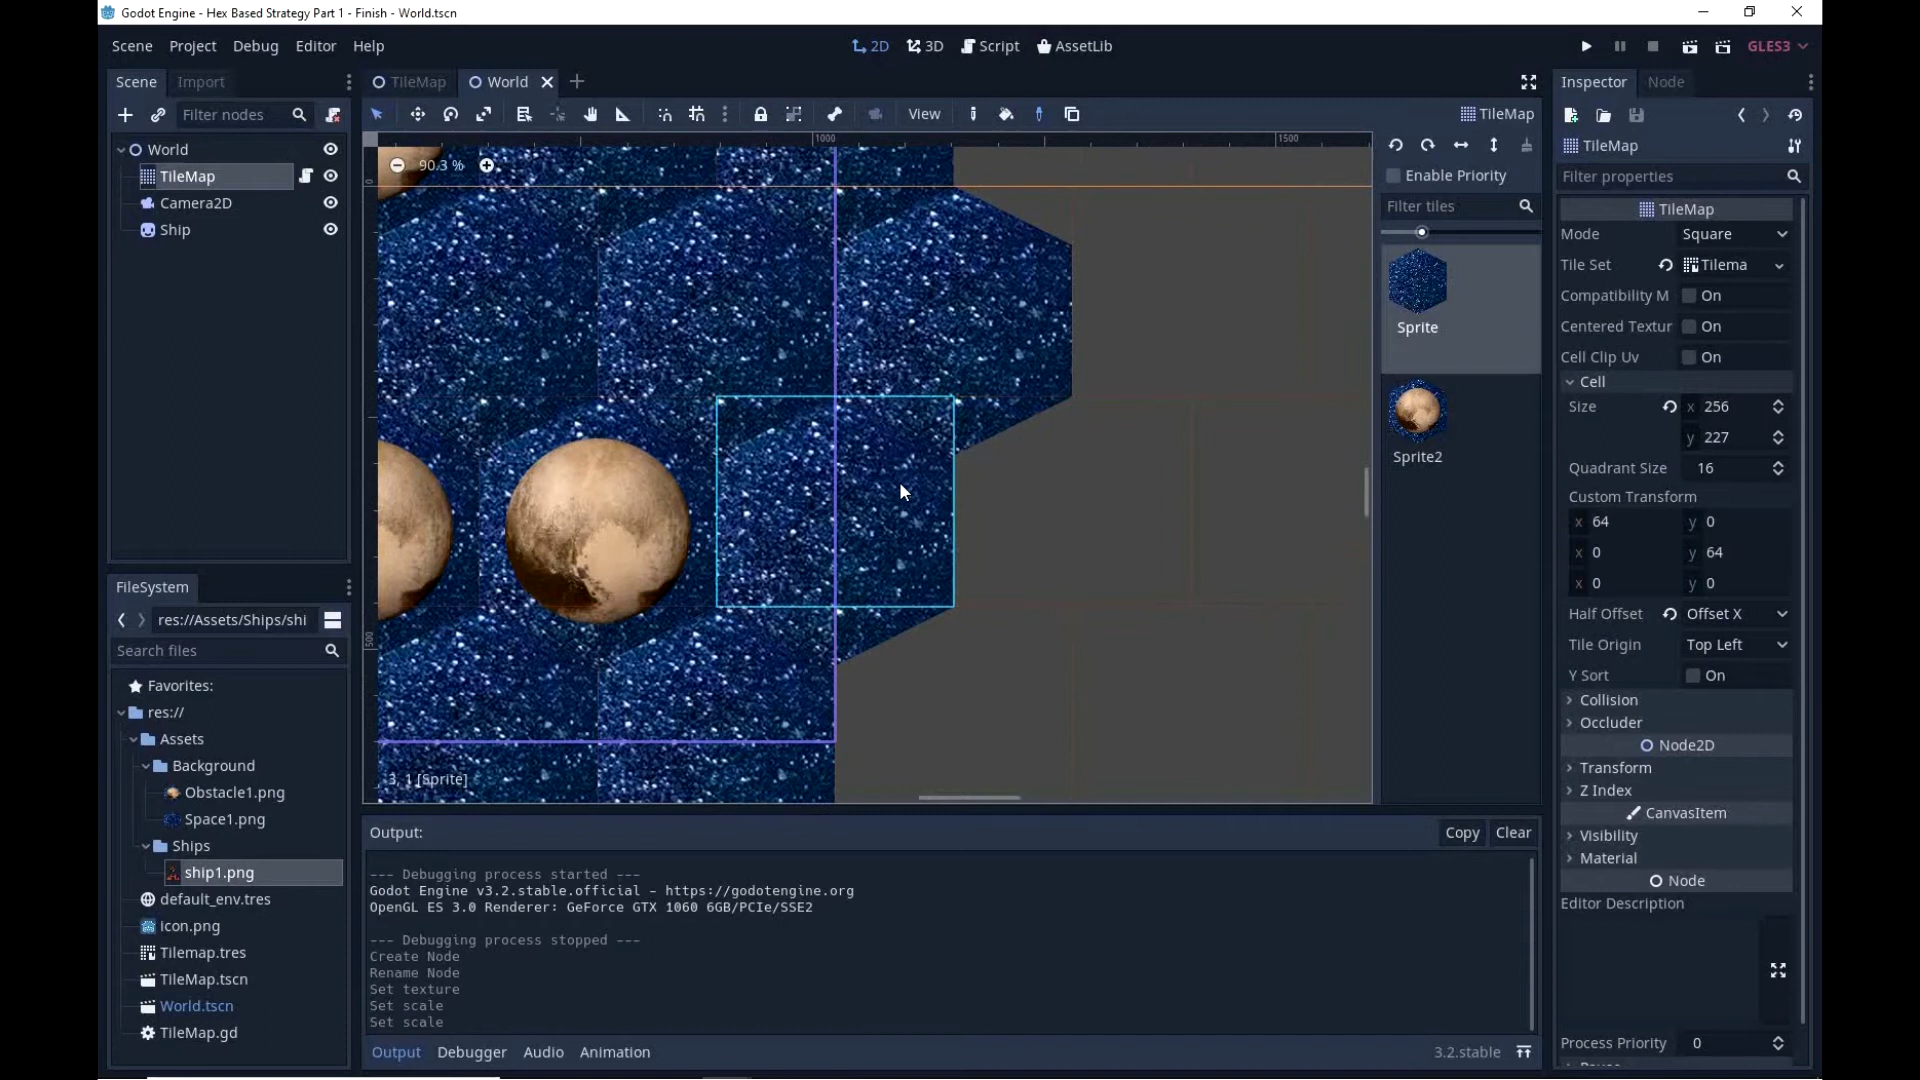 Godot Engine - Hex Based Strategy Part 1 - Finish - World.tscn
Scene Project Debug Editor Help
2D 3D Script AssetLib
GLES3
Scene Import
Filter nodes
World
TileMap
Camera2D
Ship
FileSystem
res://Assets/Ships/shi
Search files
Favorites:
res://
Assets
Background
Obstacle1.png
Space1.png
Ships
ship1.png
default_env.tres
icon.png
Tilemap.tres
TileMap.tscn
World.tscn
TileMap.gd
TileMap World
View
TileMap
1000 1500
0
90.3 %
500
3, 1 [Sprite]
Enable Priority
Filter tiles
Sprite
Sprite2
Output:
Copy Clear
--- Debugging process started ---
Godot Engine v3.2.stable.official - https://godotengine.org
OpenGL ES 3.0 Renderer: GeForce GTX 1060 6GB/PCIe/SSE2
--- Debugging process stopped ---
Create Node
Rename Node
Set texture
Set scale
Set scale
Output Debugger Audio Animation
3.2.stable
Inspector Node
TileMap
Filter properties
TileMap
Mode Square
Tile Set Tilema
Compatibility M On
Centered Textur On
Cell Clip Uv On
Cell
Size x 256
y 227
Quadrant Size 16
Custom Transform
x 64 y 0
x 0 y 64
x 0 y 0
Half Offset Offset X
Tile Origin Top Left
Y Sort On
Collision
Occluder
Node2D
Transform
Z Index
CanvasItem
Visibility
Material
Node
Editor Description
Process Priority 0